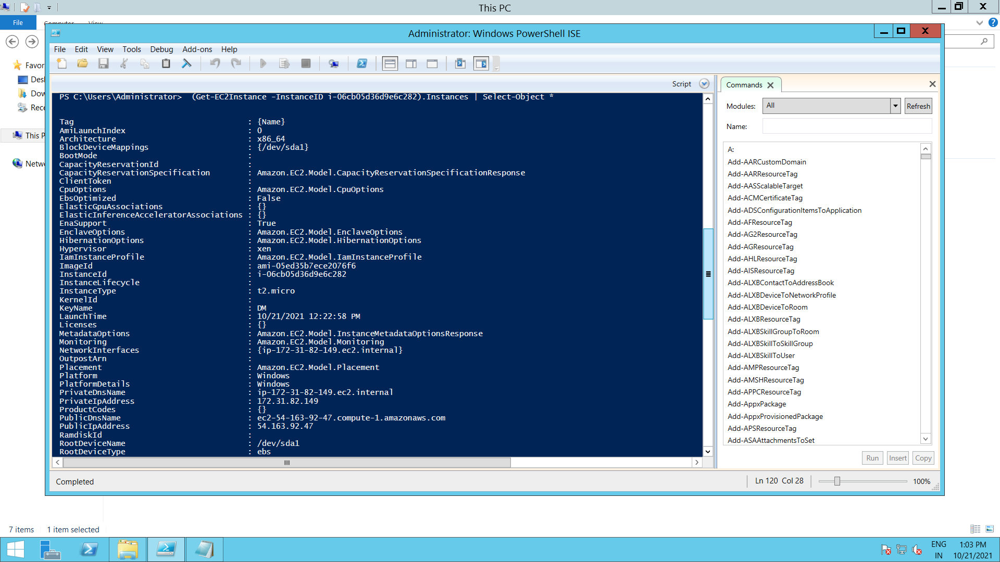 This PC
File
Computer View
Administrator: Windows PowerShell ISE
File Edit View Tools Debug Add-ons Help
Script
PS C:\Users\Administrator> (Get-EC2Instance -InstanceID i-06cb05d36d9e6c282).Instances | Select-Object *
Tag : {Name}
AmiLaunchIndex : 0
Architecture : x86_64
BlockDeviceMappings : {/dev/sda1}
BootMode :
CapacityReservationId :
CapacityReservationSpecification : Amazon.EC2.Model.CapacityReservationSpecificationResponse
ClientToken :
CpuOptions : Amazon.EC2.Model.CpuOptions
EbsOptimized : False
ElasticGpuAssociations : {}
ElasticInferenceAcceleratorAssociations : {}
EnaSupport : True
EnclaveOptions : Amazon.EC2.Model.EnclaveOptions
HibernationOptions : Amazon.EC2.Model.HibernationOptions
Hypervisor : xen
IamInstanceProfile : Amazon.EC2.Model.IamInstanceProfile
ImageId : ami-05ed35b7ece2076f6
InstanceId : i-06cb05d36d9e6c282
InstanceLifecycle :
InstanceType : t2.micro
KernelId :
KeyName : DM
LaunchTime : 10/21/2021 12:22:58 PM
Licenses : {}
MetadataOptions : Amazon.EC2.Model.InstanceMetadataOptionsResponse
Monitoring : Amazon.EC2.Model.Monitoring
NetworkInterfaces : {ip-172-31-82-149.ec2.internal}
OutpostArn :
Placement : Amazon.EC2.Model.Placement
Platform : Windows
PlatformDetails : Windows
PrivateDnsName : ip-172-31-82-149.ec2.internal
PrivateIpAddress : 172.31.82.149
ProductCodes : {}
PublicDnsName : ec2-54-163-92-47.compute-1.amazonaws.com
PublicIpAddress : 54.163.92.47
RamdiskId :
RootDeviceName : /dev/sda1
RootDeviceType : ebs
Completed
Ln 120 Col 28
100%
Commands
Modules: All Refresh
Name:
A:
Add-AARCustomDomain
Add-AARResourceTag
Add-AASScalableTarget
Add-ACMCertificateTag
Add-ADSConfigurationItemsToApplication
Add-AFResourceTag
Add-AG2ResourceTag
Add-AGResourceTag
Add-AHLResourceTag
Add-AISResourceTag
Add-ALXBContactToAddressBook
Add-ALXBDeviceToNetworkProfile
Add-ALXBDeviceToRoom
Add-ALXBResourceTag
Add-ALXBSkillGroupToRoom
Add-ALXBSkillToSkillGroup
Add-ALXBSkillToUser
Add-AMPResourceTag
Add-AMSHResourceTag
Add-APPCResourceTag
Add-AppxPackage
Add-AppxProvisionedPackage
Add-APSResourceTag
Add-ASAAttachmentsToSet
Run Insert Copy
Favor
Desl
Dow
Rece
This P
Netw
7 items 1 item selected
ENG
IN
1:03 PM
10/21/2021